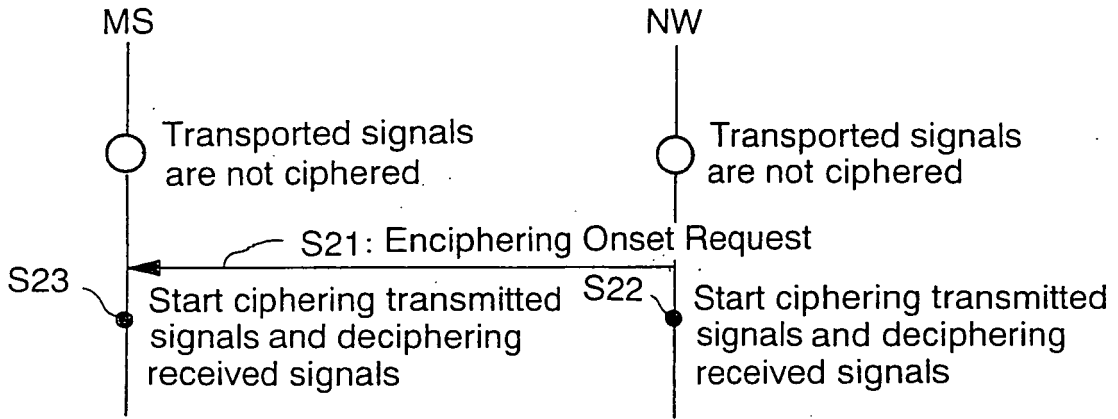 MS
NW
Transported signals
are not ciphered
Transported signals
are not ciphered
S21: Enciphering Onset Request
S23
Start ciphering transmitted
signals and deciphering
received signals
S22
Start ciphering transmitted
signals and deciphering
received signals